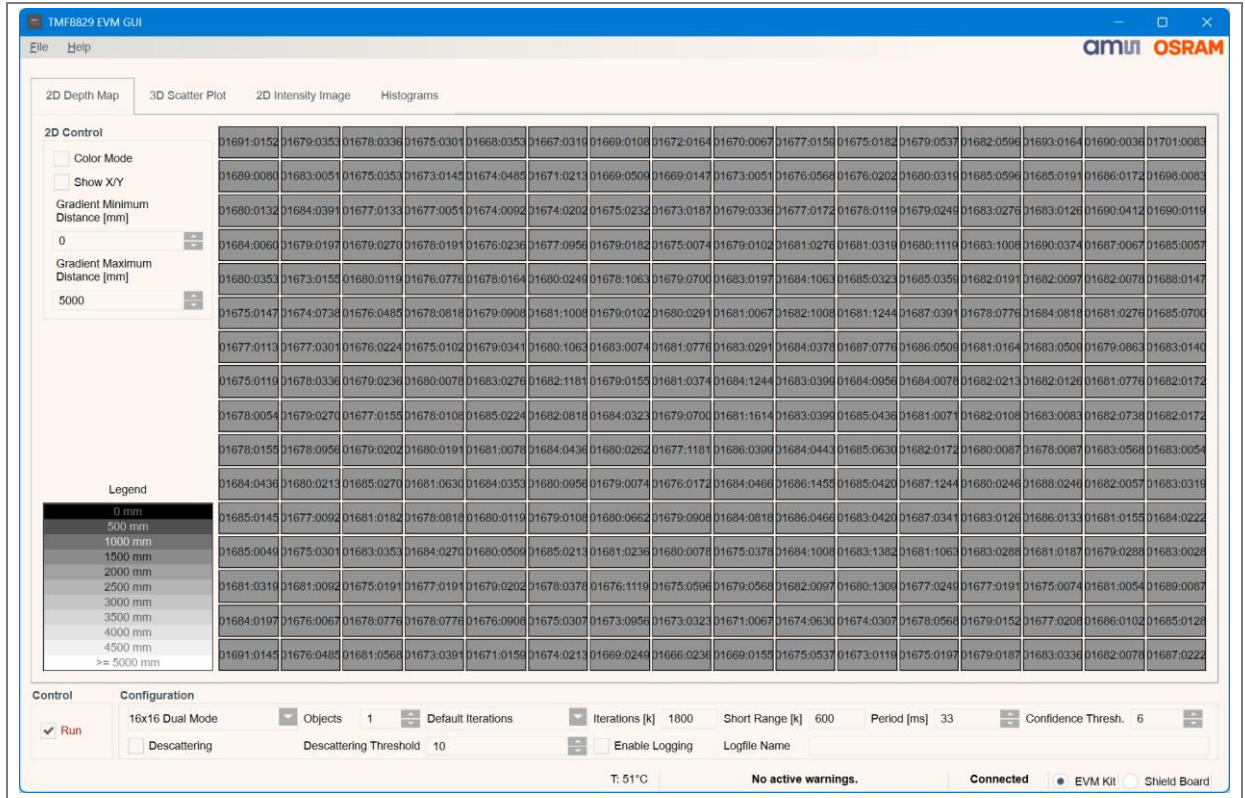 TMF8829 EVM GUI
File Help
amu OSRAM
2D Depth Map 3D Scatter Plot 2D Intensity Image Histograms
2D Control
Color Mode
Show X/Y
Gradient Minimum
Distance [mm]
0
Gradient Maximum
Distance [mm]
5000
01691:0152 01679:0353 01678:0336 01675:0301 01668:0353 01667:0319 01669:0108 01672:0164 01670:0067 01677:0159 01675:0182 01679:0537 01682:0596 01693:0164 01690:0036 01701:0083
01689:0080 01683:0051 01675:0353 01673:0145 01674:0485 01671:0213 01669:0509 01669:0147 01673:0051 01676:0568 01676:0202 01680:0319 01685:0596 01685:0191 01686:0172 01698:0083
01680:0132 01684:0391 01677:0133 01677:0051 01674:0092 01674:0202 01675:0232 01673:0187 01679:0336 01677:0172 01678:0119 01679:0249 01683:0276 01683:0126 01690:0412 01690:0119
01684:0060 01679:0197 01679:0270 01678:0191 01676:0236 01677:0956 01679:0182 01675:0074 01679:0102 01681:0276 01681:0319 01680:1119 01683:1008 01690:0374 01687:0067 01685:0057
01680:0353 01673:0155 01680:0119 01676:0776 01678:0164 01680:0249 01678:1063 01679:0700 01683:0197 01684:1063 01685:0323 01685:0359 01682:0191 01682:0097 01682:0078 01688:0147
01675:0147 01674:0738 01676:0485 01678:0818 01679:0908 01681:1008 01679:0102 01680:0291 01681:0067 01682:1008 01681:1244 01687:0391 01678:0776 01684:0818 01681:0276 01685:0700
01677:0113 01677:0301 01676:0224 01675:0102 01679:0341 01680:1063 01683:0074 01681:0776 01683:0291 01684:0378 01687:0776 01686:0509 01681:0164 01683:0509 01679:0863 01683:0140
01675:0119 01678:0336 01679:0236 01680:0078 01683:0276 01682:1181 01679:0155 01681:0374 01684:1244 01683:0399 01684:0956 01684:0078 01682:0213 01682:0126 01681:0776 01682:0172
01678:0054 01679:0270 01677:0155 01678:0108 01685:0224 01682:0818 01684:0323 01679:0700 01681:1614 01683:0399 01685:0436 01681:0071 01682:0108 01683:0083 01682:0738 01682:0172
01678:0155 01678:0956 01679:0202 01680:0191 01681:0078 01684:0436 01680:0262 01677:1181 01686:0399 01684:0443 01685:0630 01682:0172 01680:0087 01678:0087 01683:0568 01683:0054
01684:0436 01680:0213 01685:0270 01681:0630 01684:0353 01680:0956 01679:0074 01676:0172 01684:0466 01686:1455 01685:0420 01687:1244 01680:0246 01688:0246 01682:0057 01683:0319
01685:0145 01677:0092 01681:0182 01678:0818 01680:0119 01679:0108 01680:0662 01679:0908 01684:0818 01686:0466 01683:0420 01687:0341 01683:0126 01686:0133 01681:0155 01684:0222
01685:0049 01675:0301 01683:0353 01684:0270 01680:0509 01685:0213 01681:0236 01680:0078 01675:0378 01684:1008 01683:1382 01681:1063 01683:0288 01681:0187 01679:0288 01683:0028
01681:0319 01681:0092 01675:0191 01677:0191 01679:0202 01678:0378 01676:1119 01675:0596 01679:0568 01682:0097 01680:1309 01677:0249 01677:0191 01675:0074 01681:0054 01689:0087
01684:0197 01676:0067 01678:0776 01678:0776 01676:0908 01675:0307 01673:0956 01673:0323 01671:0067 01674:0630 01674:0307 01678:0568 01679:0152 01677:0208 01686:0102 01685:0128
01691:0145 01676:0485 01681:0568 01673:0391 01671:0159 01674:0213 01669:0249 01666:0236 01669:0155 01675:0537 01673:0119 01675:0197 01679:0187 01683:0336 01682:0078 01687:0222
Legend
0 mm
500 mm
1000 mm
1500 mm
2000 mm
2500 mm
3000 mm
3500 mm
4000 mm
4500 mm
>= 5000 mm
Control Configuration
Run 16x16 Dual Mode Objects 1 Default Iterations Iterations [k] 1800 Short Range [k] 600 Period [ms] 33 Confidence Thresh. 6
Descattering Descattering Threshold 10 Enable Logging Logfile Name
T: 51°C No active warnings. Connected EVM Kit Shield Board